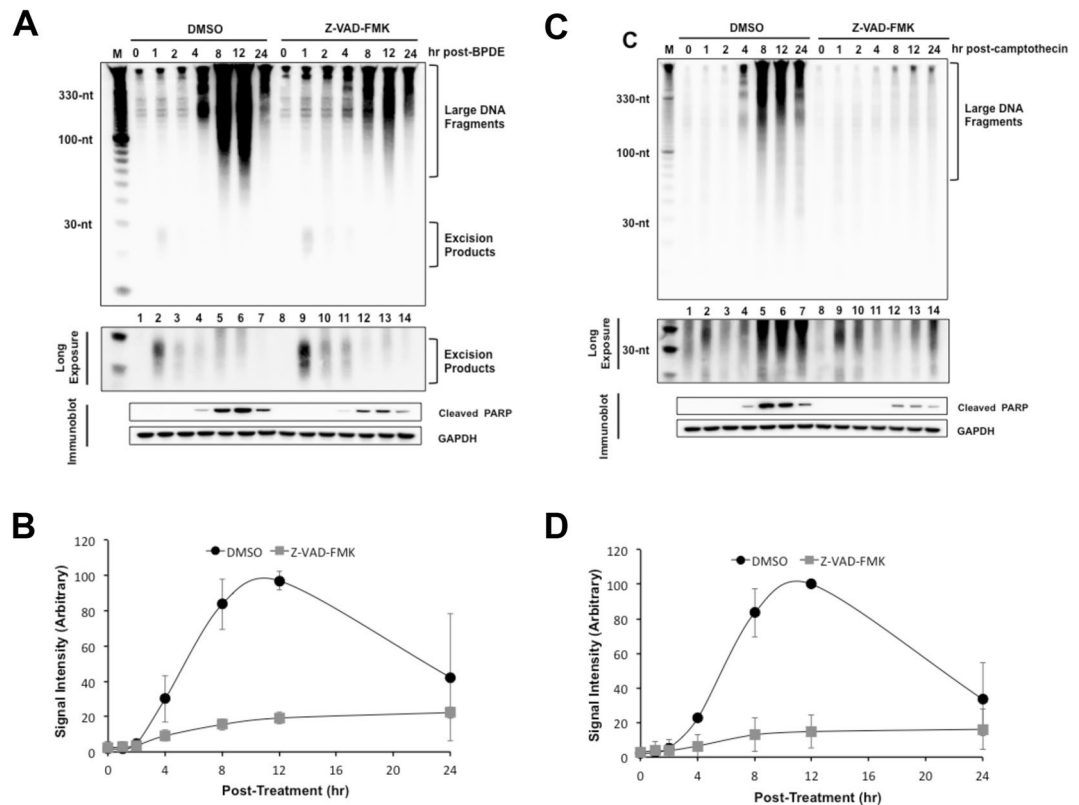 A
DMSO Z-VAD-FMK
M 0 1 2 4 8 12 24 0 1 2 4 8 12 24 hr post-BPDE
330-nt
Large DNA
Fragments
100-nt
30-nt
Excision
Products
1 2 3 4 5 6 7 8 9 10 11 12 13 14
Long
Exposure
Excision
Products
Immunoblot
Cleaved PARP
GAPDH
C
C
DMSO Z-VAD-FMK
M 0 1 2 4 8 12 24 0 1 2 4 8 12 24 hr post-camptothecin
330-nt
Large DNA
Fragments
100-nt
30-nt
1 2 3 4 5 6 7 8 9 10 11 12 13 14
Long
Exposure
30-nt
Immunoblot
Cleaved PARP
GAPDH
B
DMSO Z-VAD-FMK
Signal Intensity (Arbitrary)
120
100
80
60
40
20
0
0 4 8 12 16 20 24
Post-Treatment (hr)
D
DMSO Z-VAD-FMK
Signal Intensity (Arbitrary)
120
100
80
60
40
20
0
0 4 8 12 16 20 24
Post-Treatment (hr)